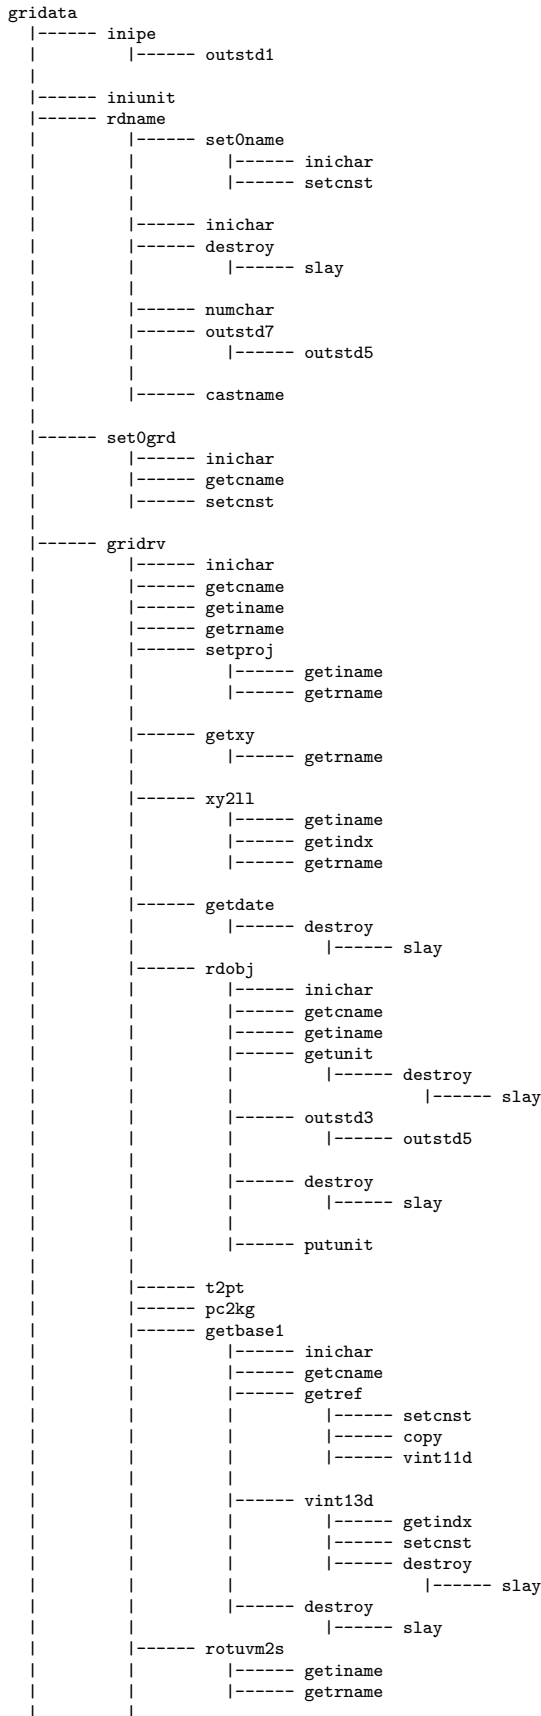 gridata
|------ inipe
| |------ outstd1
|
|------ iniunit
|------ rdname
| |------ set0name
| | |------ inichar
| | |------ setcnst
| |
| |------ inichar
| |------ destroy
| | |------ slay
| |
| |------ numchar
| |------ outstd7
| | |------ outstd5
| |
| |------ castname
|
|------ set0grd
| |------ inichar
| |------ getcname
| |------ setcnst
|
|------ gridrv
| |------ inichar
| |------ getcname
| |------ getiname
| |------ getrname
| |------ setproj
| | |------ getiname
| | |------ getrname
| |
| |------ getxy
| | |------ getrname
| |
| |------ xy2ll
| | |------ getiname
| | |------ getindx
| | |------ getrname
| |
| |------ getdate
| | |------ destroy
| | |------ slay
| |------ rdobj
| | |------ inichar
| | |------ getcname
| | |------ getiname
| | |------ getunit
| | | |------ destroy
| | | |------ slay
| | |------ outstd3
| | | |------ outstd5
| | |
| | |------ destroy
| | | |------ slay
| | |
| | |------ putunit
| |
| |------ t2pt
| |------ pc2kg
| |------ getbase1
| | |------ inichar
| | |------ getcname
| | |------ getref
| | | |------ setcnst
| | | |------ copy
| | | |------ vint11d
| | |
| | |------ vint13d
| | | |------ getindx
| | | |------ setcnst
| | | |------ destroy
| | | |------ slay
| | |------ destroy
| | |------ slay
| |------ rotuvm2s
| | |------ getiname
| | |------ getrname
| |